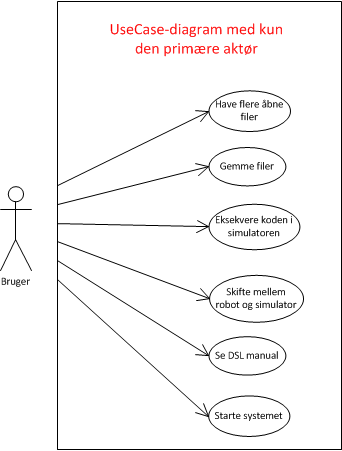 UseCase-diagram med kun
den primære aktør
Have flere åbne
filer
Gemme filer
Eksekvere koden i
simulatoren
Bruger
Skifte mellem
robot og simulator
Se DSL manual
Starte systemet